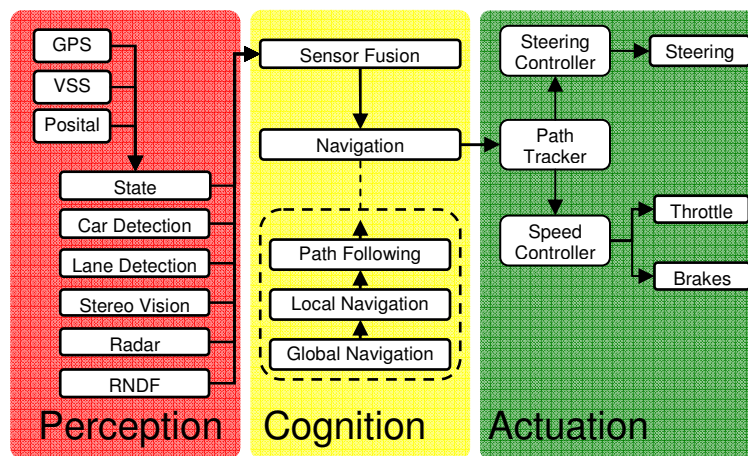 GPS
VSS
Posital
State
Car Detection
Lane Detection
Stereo Vision
Radar
RNDF
Perception
Sensor Fusion
Navigation
Path Following
Local Navigation
Global Navigation
Cognition
Steering
Controller
Steering
Path
Tracker
Speed
Controller
Throttle
Brakes
Actuation